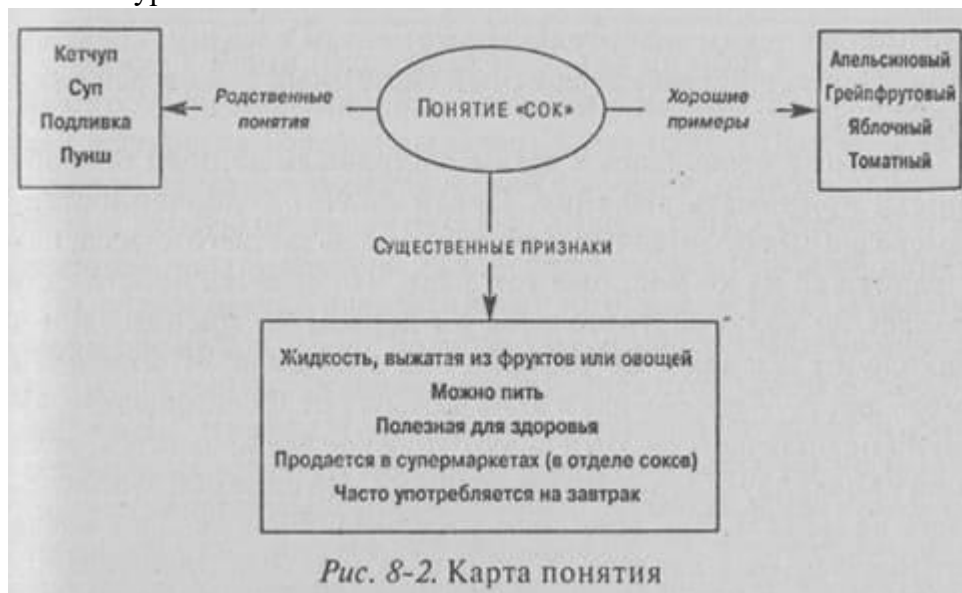 Кетчуп
Суп
Подливка
Пунш
Родственные
понятия
Понятие «сок»
Хорошие
примеры
Апельсиновый
Грейпфрутовый
Яблочный
Томатный
Существенные признаки
Жидкость, выжатая из фруктов или овощей
Можно пить
Полезная для здоровья
Продается в супермаркетах (в отделе соков)
Часто употребляется на завтрак
Рис. 8-2. Карта понятия